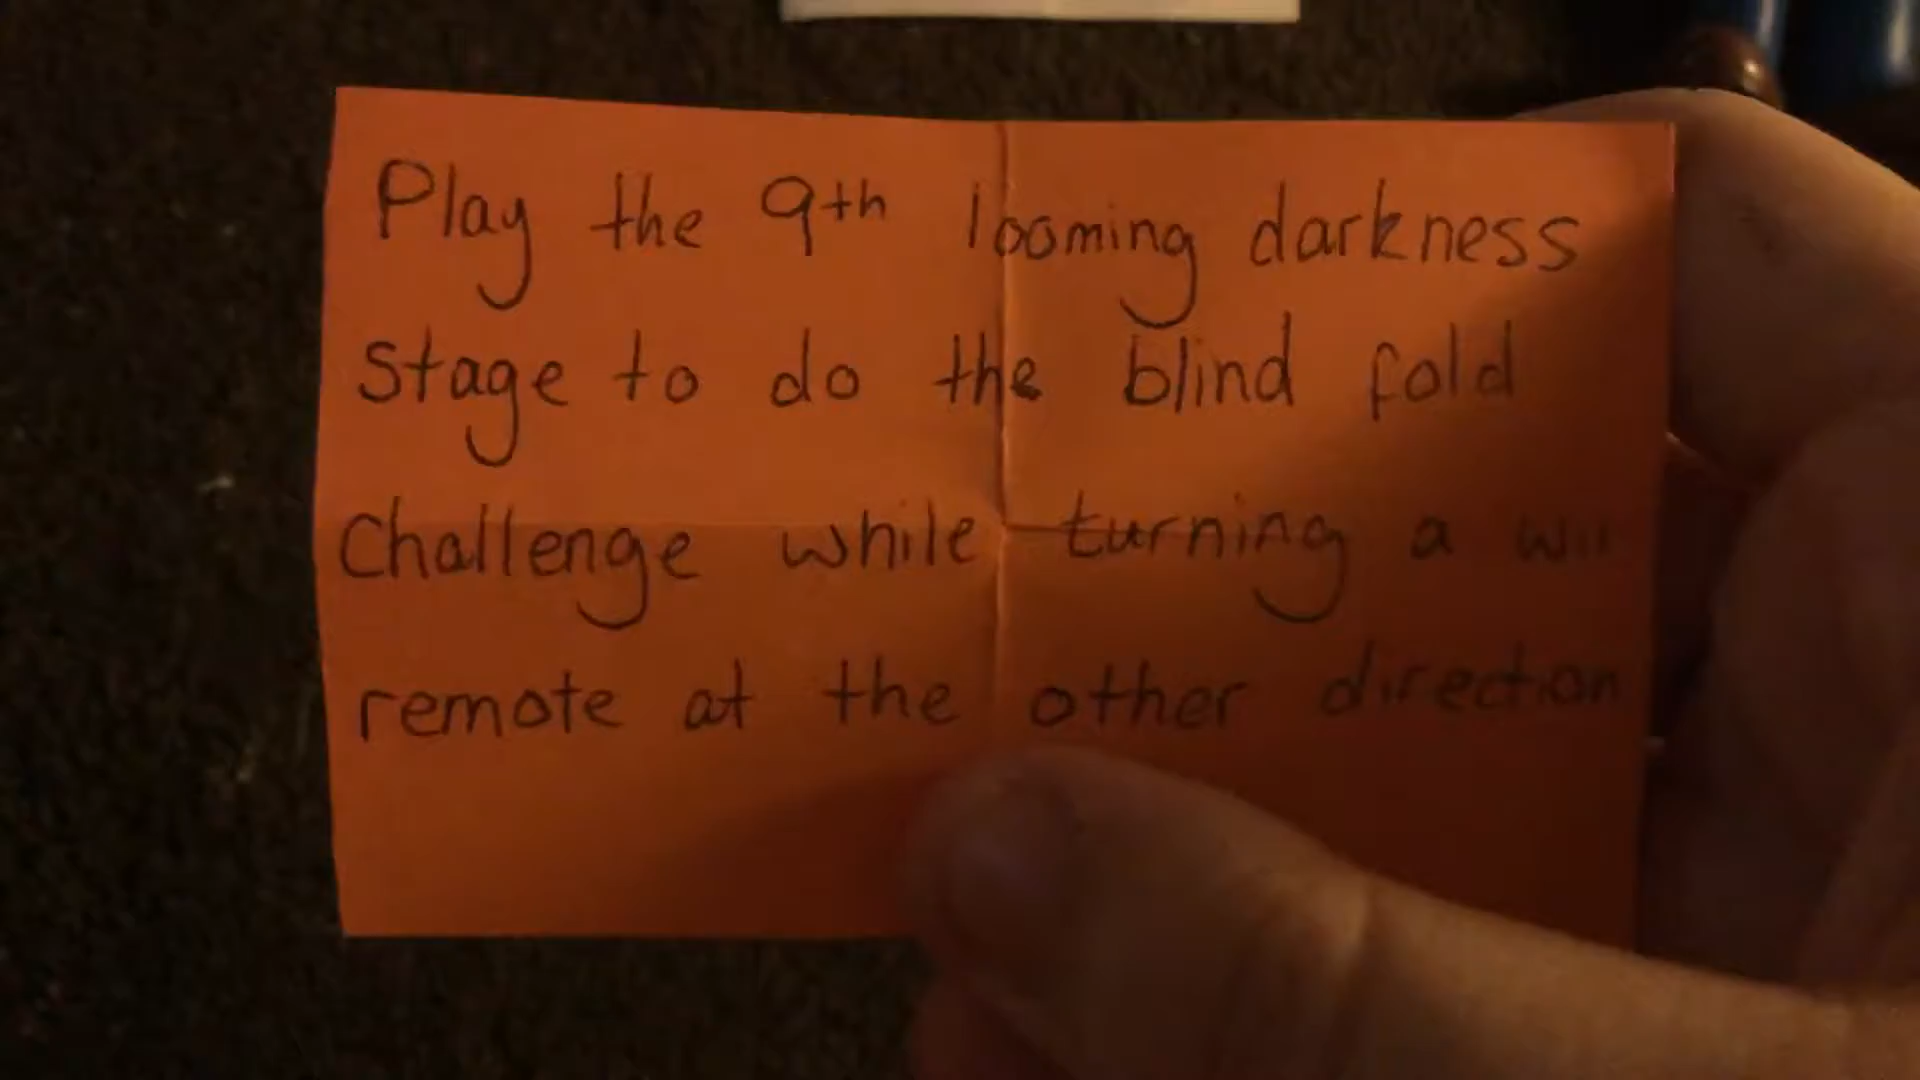 Play the 9th looming darkness
stage to do the blind fold
Challenge while turning a wii
remote at the other direction